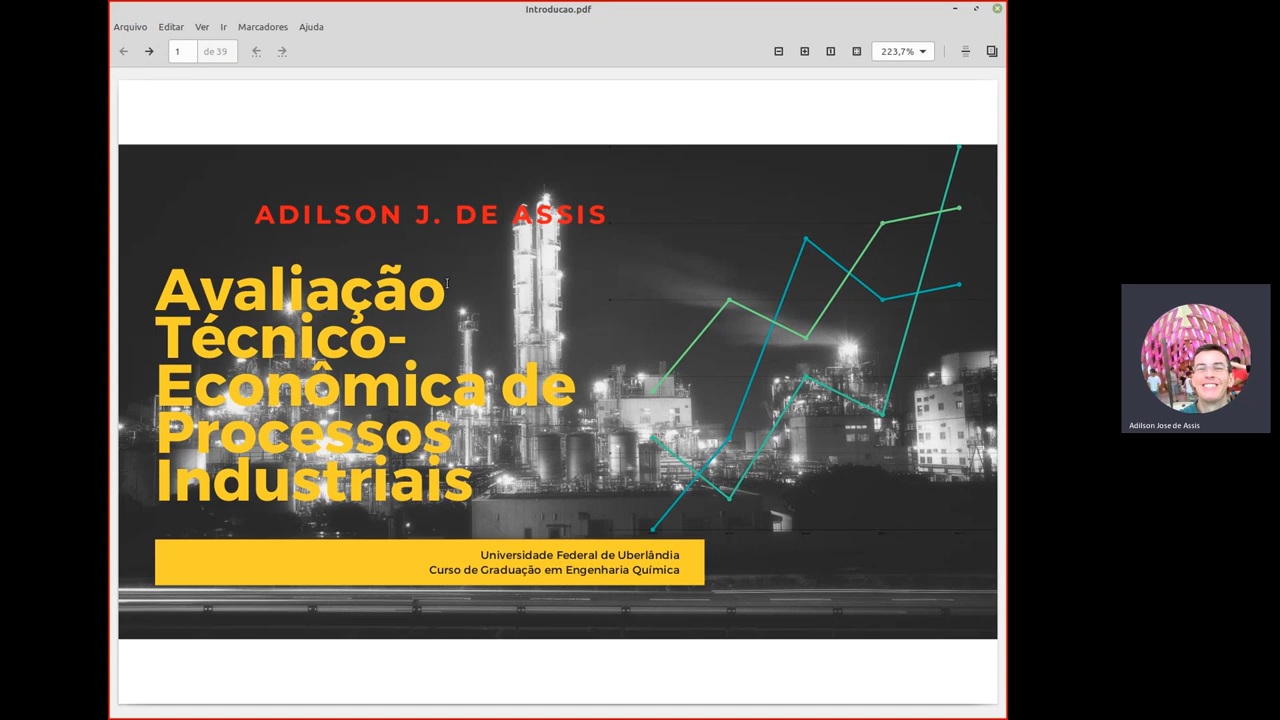 Introducao.pdf
Arquivo Editar Ver Ir Marcadores Ajuda
1 de 39 223,7%
ADILSON J. DE ASSIS
Avaliação
Técnico-
Econômica de
Processos
Industriais
Universidade Federal de Uberlândia
Curso de Graduação em Engenharia Química
Adilson Jose de Assis